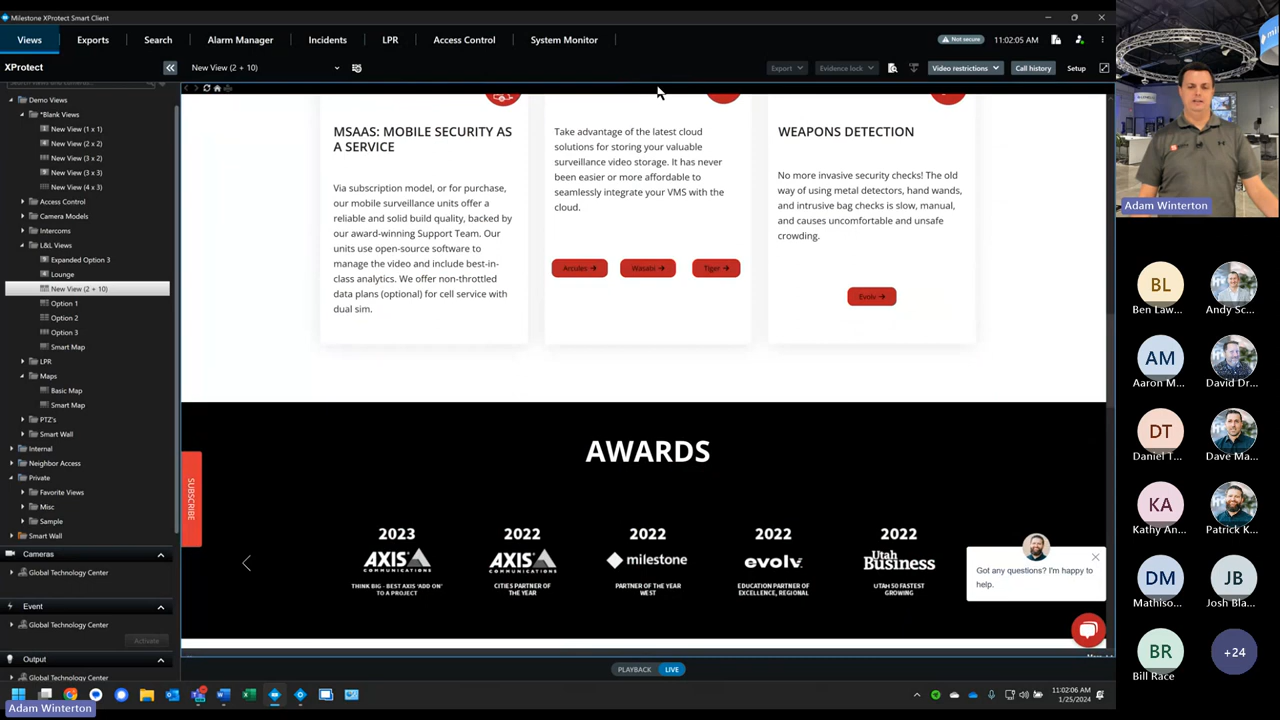 Milestone XProtect Smart Client
Views
Exports
Search
Alarm Manager
Incidents
LPR
Access Control
System Monitor
Not secure
11:02:05 AM
XProtect
New View (2 + 10)
Export
Evidence lock
Video restrictions
Call history
Setup
Demo Views
*Blank Views
New View (1 x 1)
New View (2 x 2)
New View (3 x 2)
New View (3 x 3)
New View (4 x 3)
Access Control
Camera Models
Intercoms
L&L Views
Expanded Option 3
Lounge
New View (2 + 10)
Option 1
Option 2
Option 3
Smart Map
LPR
Maps
Basic Map
Smart Map
PTZ's
Smart Wall
Internal
Neighbor Access
Private
Favorite Views
Misc
Sample
Smart Wall
Cameras
Global Technology Center
Event
Global Technology Center
Activate
Output
Global Technology Center
MSAAS: MOBILE SECURITY AS
A SERVICE
Via subscription model, or for purchase,
our mobile surveillance units offer a
reliable and solid build quality, backed by
our award-winning Support Team. Our
units use open-source software to
manage the video and include best-in-
class analytics. We offer non-throttled
data plans (optional) for cell service with
dual sim.
Take advantage of the latest cloud
solutions for storing your valuable
surveillance video storage. It has never
been easier or more affordable to
seamlessly integrate your VMS with the
cloud.
Arcules →
Wasabi →
Tiger →
WEAPONS DETECTION
No more invasive security checks! The old
way of using metal detectors, hand wands,
and intrusive bag checks is slow, manual,
and causes uncomfortable and unsafe
crowding.
Evolv →
SUBSCRIBE
AWARDS
2023
AXIS
COMMUNICATIONS
THINK BIG - BEST AXIS 'ADD ON'
TO A PROJECT
2022
AXIS
COMMUNICATIONS
CITIES PARTNER OF
THE YEAR
2022
milestone
PARTNER OF THE YEAR
WEST
2022
evolv
EDUCATION PARTNER OF
EXCELLENCE, REGIONAL
2022
Utah
Business
UTAH 50 FASTEST
GROWING
Got any questions? I'm happy to
help.
PLAYBACK
LIVE
11:02:06 AM
1/25/2024
Adam Winterton
Adam Winterton
BL
Ben Law...
Andy Sc...
AM
Aaron M...
David Dr...
DT
Daniel T...
Dave Ma...
KA
Kathy An...
Patrick K...
DM
Mathiso...
JB
Josh Bla...
BR
Bill Race
+24